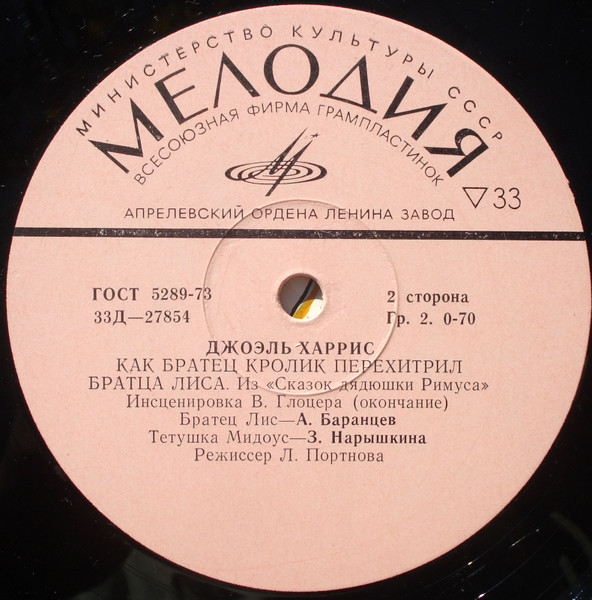 МИНИСТЕРСТВО КУЛЬТУРЫ СССР
МЕЛОДИЯ
ВСЕСОЮЗНАЯ ФИРМА ГРАМПЛАСТИНОК
▽33
АПРЕЛЕВСКИЙ ОРДЕНА ЛЕНИНА ЗАВОД
ГОСТ 5289-73
2 сторона
33Д—27854
Гр. 2. 0-70
ДЖОЭЛЬ ХАРРИС
КАК БРАТЕЦ КРОЛИК ПЕРЕХИТРИЛ
БРАТЦА ЛИСА. Из «Сказок дядюшки Римуса»
Инсценировка В. Глоцера (окончание)
Братец Лис—А. Баранцев
Тетушка Мидоус—З. Нарышкина
Режиссер Л. Портнова